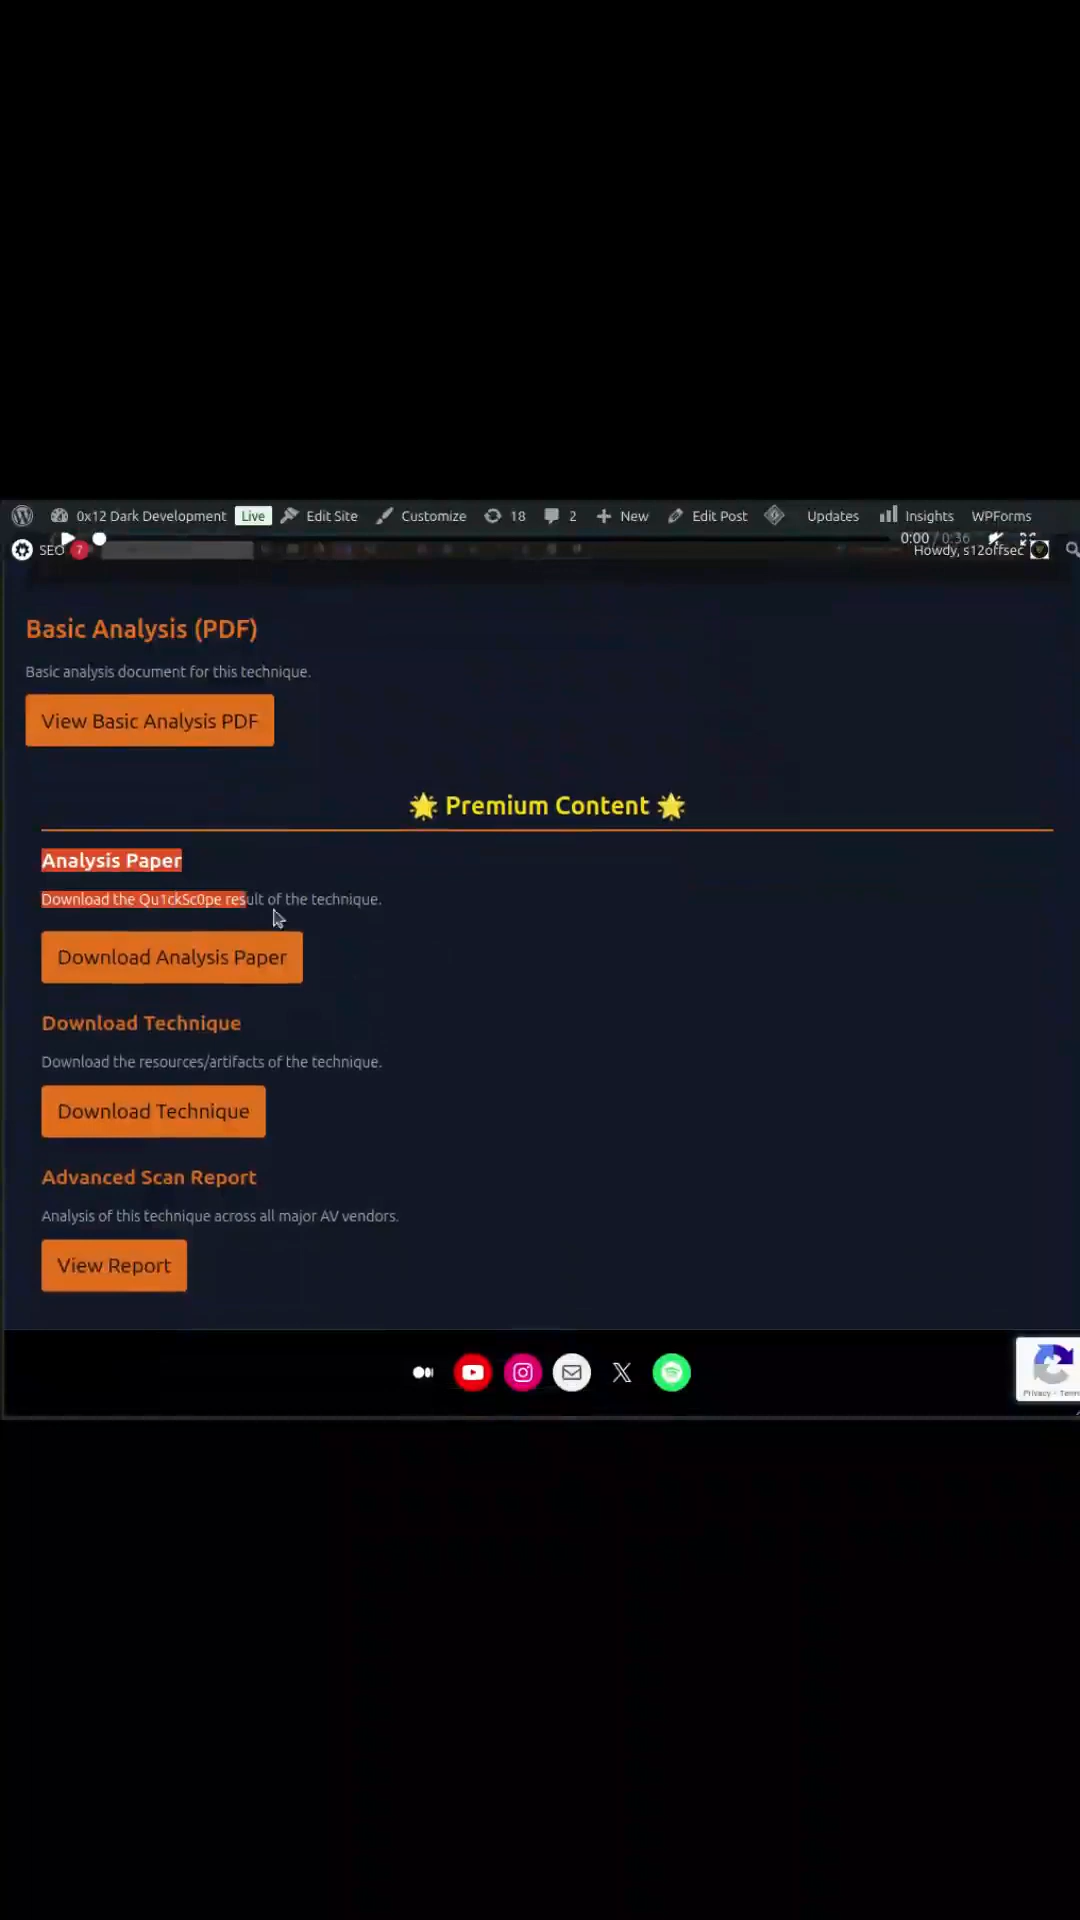 0x12 Dark Development Live Edit Site Customize 18 2 New Edit Post Updates Insights WPForms
SEO 7 0:00 / 0:36 Howdy, s12offsec
Basic Analysis (PDF)
Basic analysis document for this technique.
View Basic Analysis PDF
🌟 Premium Content 🌟
Analysis Paper
Download the Qu1ckSc0pe result of the technique.
Download Analysis Paper
Download Technique
Download the resources/artifacts of the technique.
Download Technique
Advanced Scan Report
Analysis of this technique across all major AV vendors.
View Report
Privacy - Term